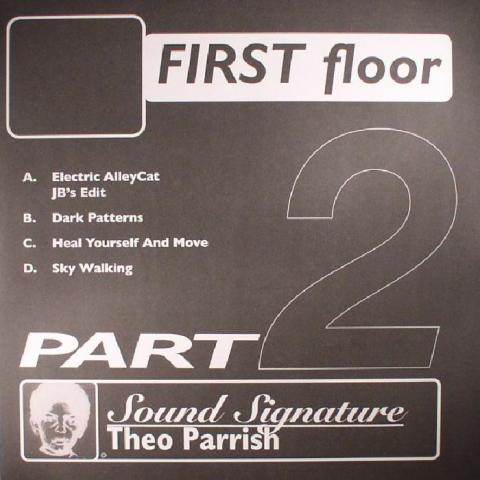 FIRST floor
A. Electric AlleyCat
JB's Edit
B. Dark Patterns
C. Heal Yourself And Move
D. Sky Walking
PART 2
Sound Signature
Theo Parrish